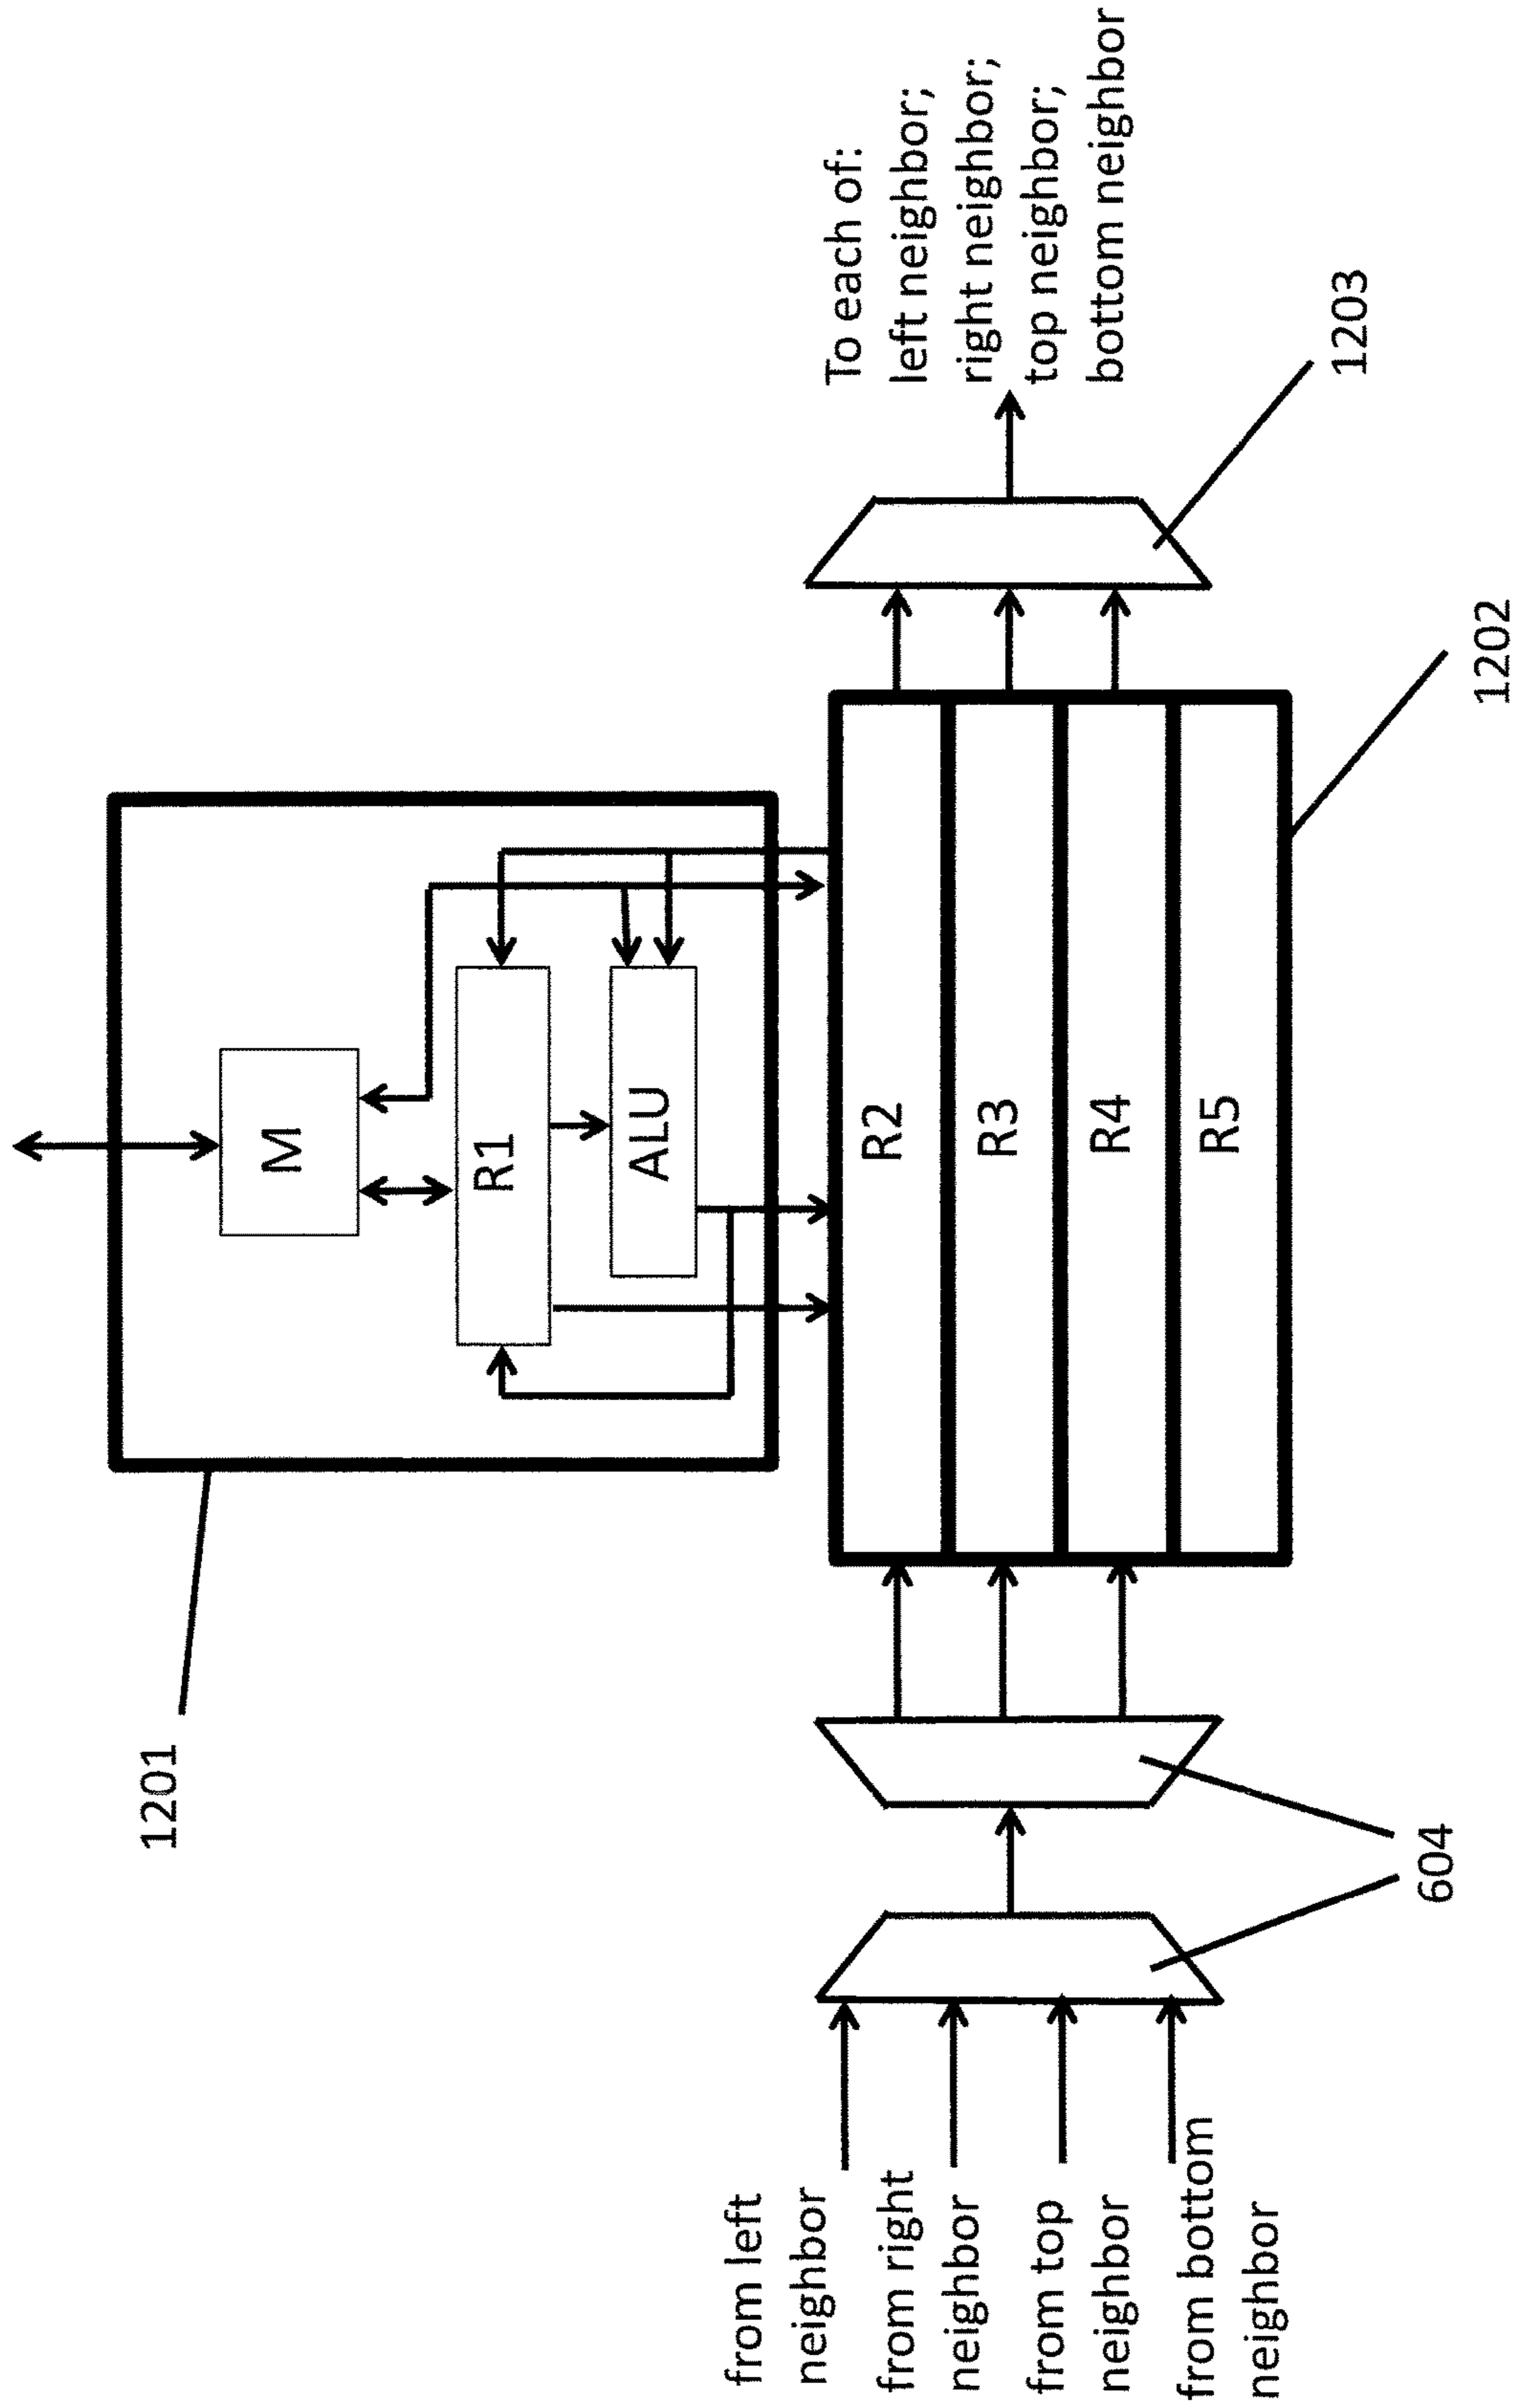 1201
M
R1
ALU
R2
R3
R4
R5
from left
neighbor
from right
neighbor
from top
neighbor
from bottom
neighbor
604
To each of:
left neighbor;
right neighbor;
top neighbor;
bottom neighbor
1203
1202